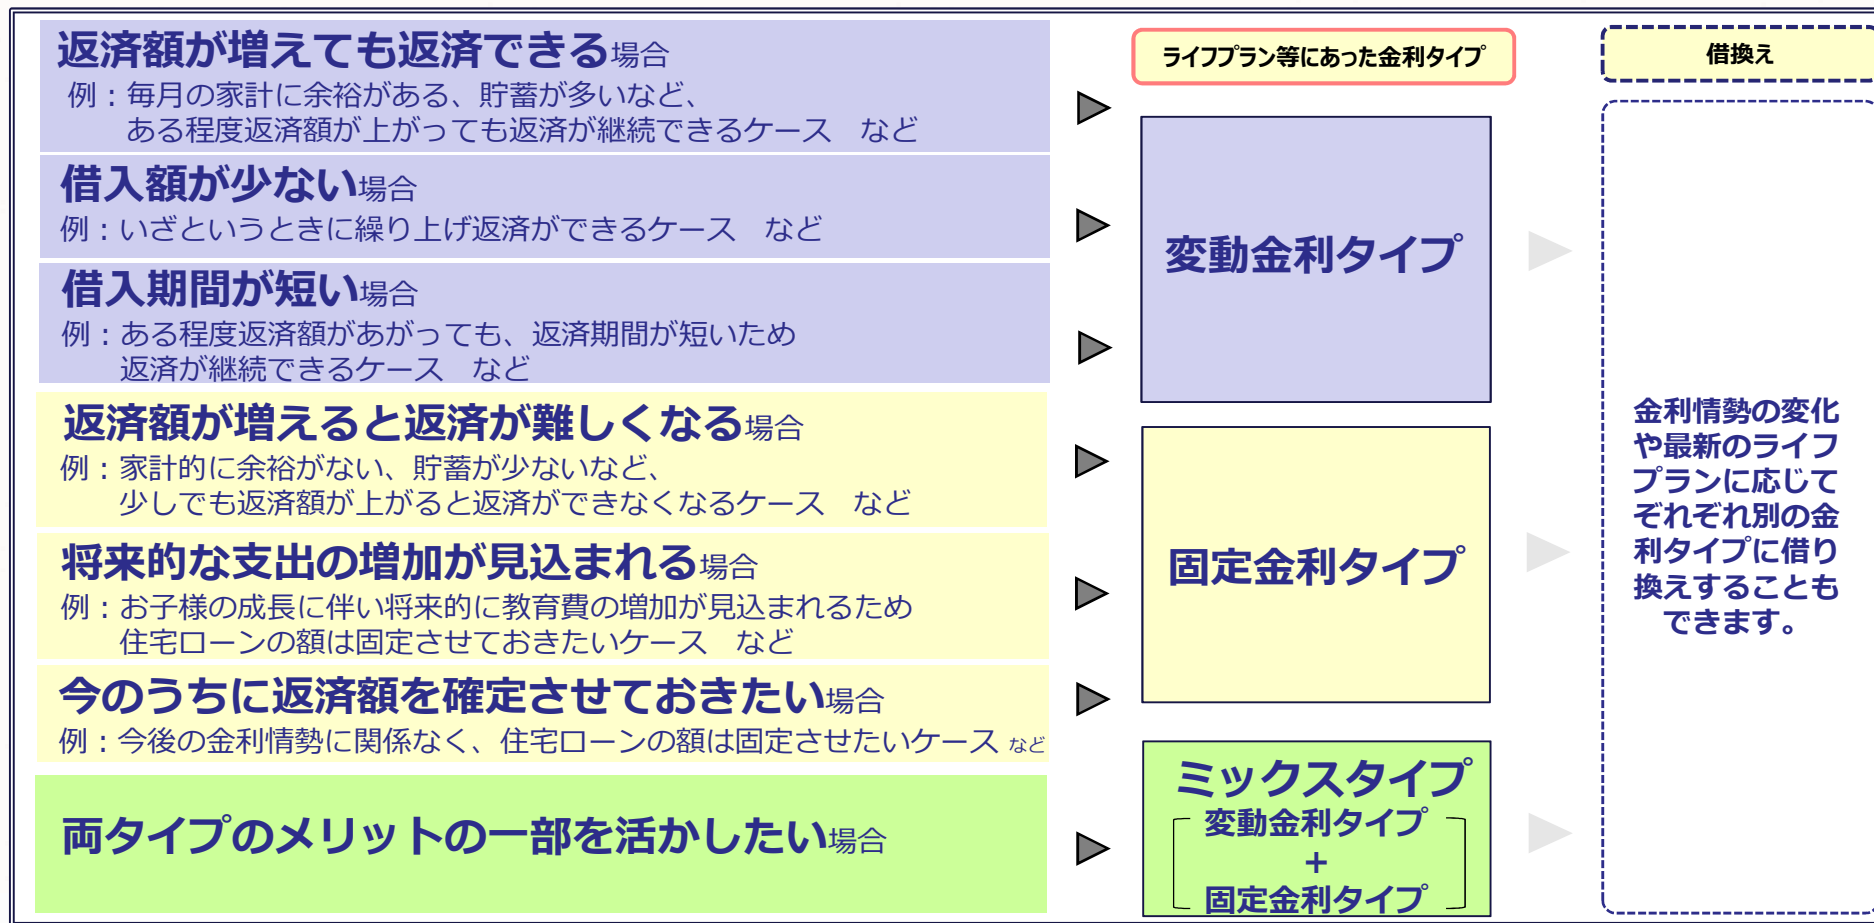 返済額が増えても返済できる場合
例：毎月の家計に余裕がある、貯蓄が多いなど、
ある程度返済額が上がっても返済が継続できるケース　など
借入額が少ない場合
例：いざというときに繰り上げ返済ができるケース　など
借入期間が短い場合
例：ある程度返済額があがっても、返済期間が短いため
返済が継続できるケース　など
返済額が増えると返済が難しくなる場合
例：家計的に余裕がない、貯蓄が少ないなど、
少しでも返済額が上がると返済ができなくなるケース　など
将来的な支出の増加が見込まれる場合
例：お子様の成長に伴い将来的に教育費の増加が見込まれるため
住宅ローンの額は固定させておきたいケース　など
今のうちに返済額を確定させておきたい場合
例：今後の金利情勢に関係なく、住宅ローンの額は固定させたいケース など
両タイプのメリットの一部を活かしたい場合
ライフプラン等にあった金利タイプ
変動金利タイプ
固定金利タイプ
ミックスタイプ
変動金利タイプ
+
固定金利タイプ
借換え
金利情勢の変化
や最新のライフ
プランに応じて
ぞれぞれ別の金
利タイプに借り
換えすることも
できます。